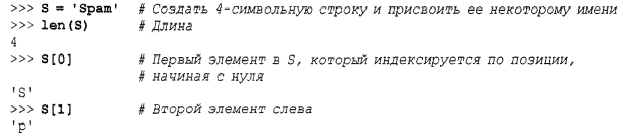 >>> S = 'Spam' # Создать 4-символьную строку и присвоить ее некоторому имени
>>> len(S) # Длина
4
>>> S[0] # Первый элемент в S, который индексируется по позиции,
# начиная с нуля
'S'
>>> S[1] # Второй элемент слева
'p'